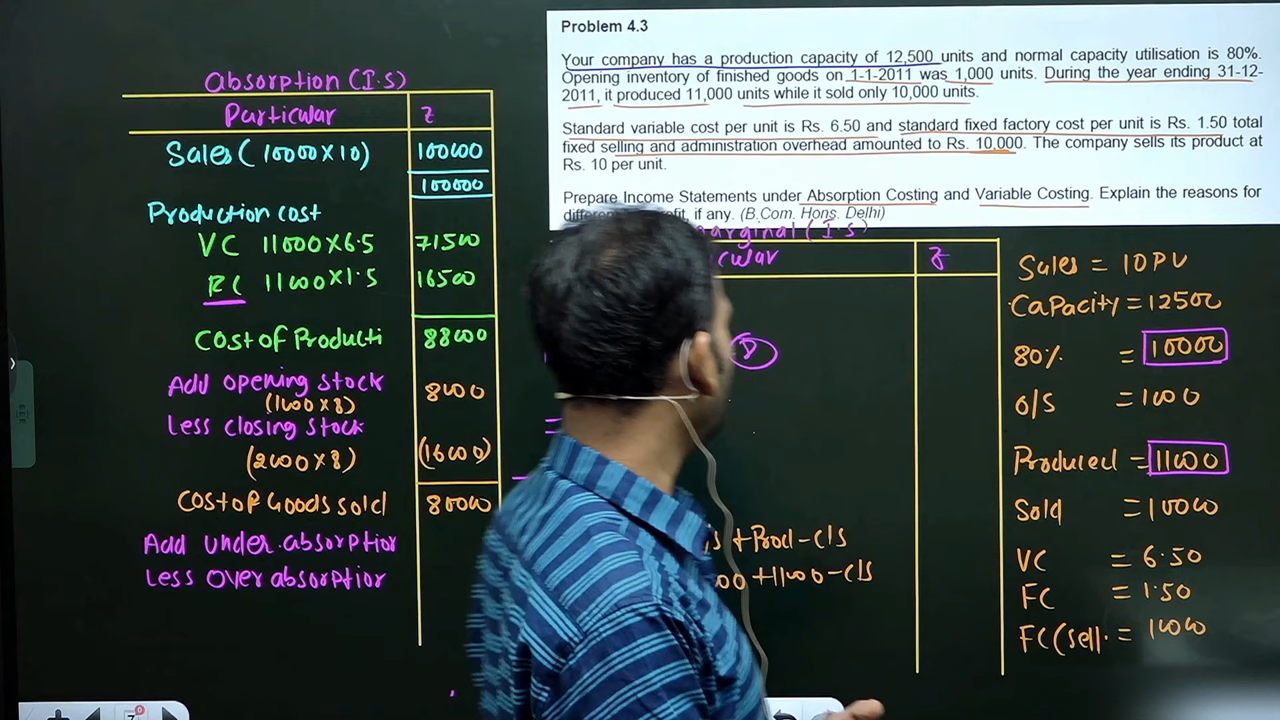 Problem 4.3
Your company has a production capacity of 12,500 units and normal capacity utilisation is 80%.
Opening inventory of finished goods on 1-1-2011 was 1,000 units. During the year ending 31-12-
2011, it produced 11,000 units while it sold only 10,000 units.
Standard variable cost per unit is Rs. 6.50 and standard fixed factory cost per unit is Rs. 1.50 total
fixed selling and administration overhead amounted to Rs. 10,000. The company sells its product at
Rs. 10 per unit.
Prepare Income Statements under Absorption Costing and Variable Costing. Explain the reasons for
if any. (B.Com. Hons. Delhi)
absorption (I.S)
Particular ₹
Sales (10000 X 10) 100000
100000
Production cost
VC 11000 X 6.5 71500
FC 11000 X 1.5 16500
Cost of Producti 88000
Add opening stock
(1000 X 8) 8000
Less closing stock
(2000 X 8) (16000)
Cost of Goods sold 80000
Add under absorption
Less over absorption
marginal (I.S)
₹
+ Prod - C/S
+ 11000 - C/S
Sales = 10 PU
Capacity = 12500
80% = 10000
O/S = 1000
Produced = 11000
Sold = 10000
VC = 6.50
FC = 1.50
FC (sell. = 1000